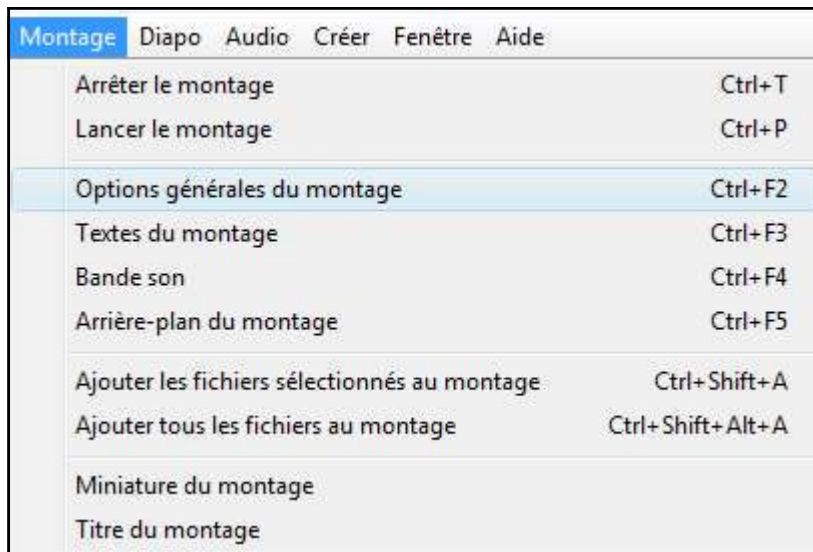 Montage Diapo Audio Créer Fenêtre Aide
Arrêter le montage Ctrl+T
Lancer le montage Ctrl+P
Options générales du montage Ctrl+F2
Textes du montage Ctrl+F3
Bande son Ctrl+F4
Arrière-plan du montage Ctrl+F5
Ajouter les fichiers sélectionnés au montage Ctrl+Shift+A
Ajouter tous les fichiers au montage Ctrl+Shift+Alt+A
Miniature du montage
Titre du montage